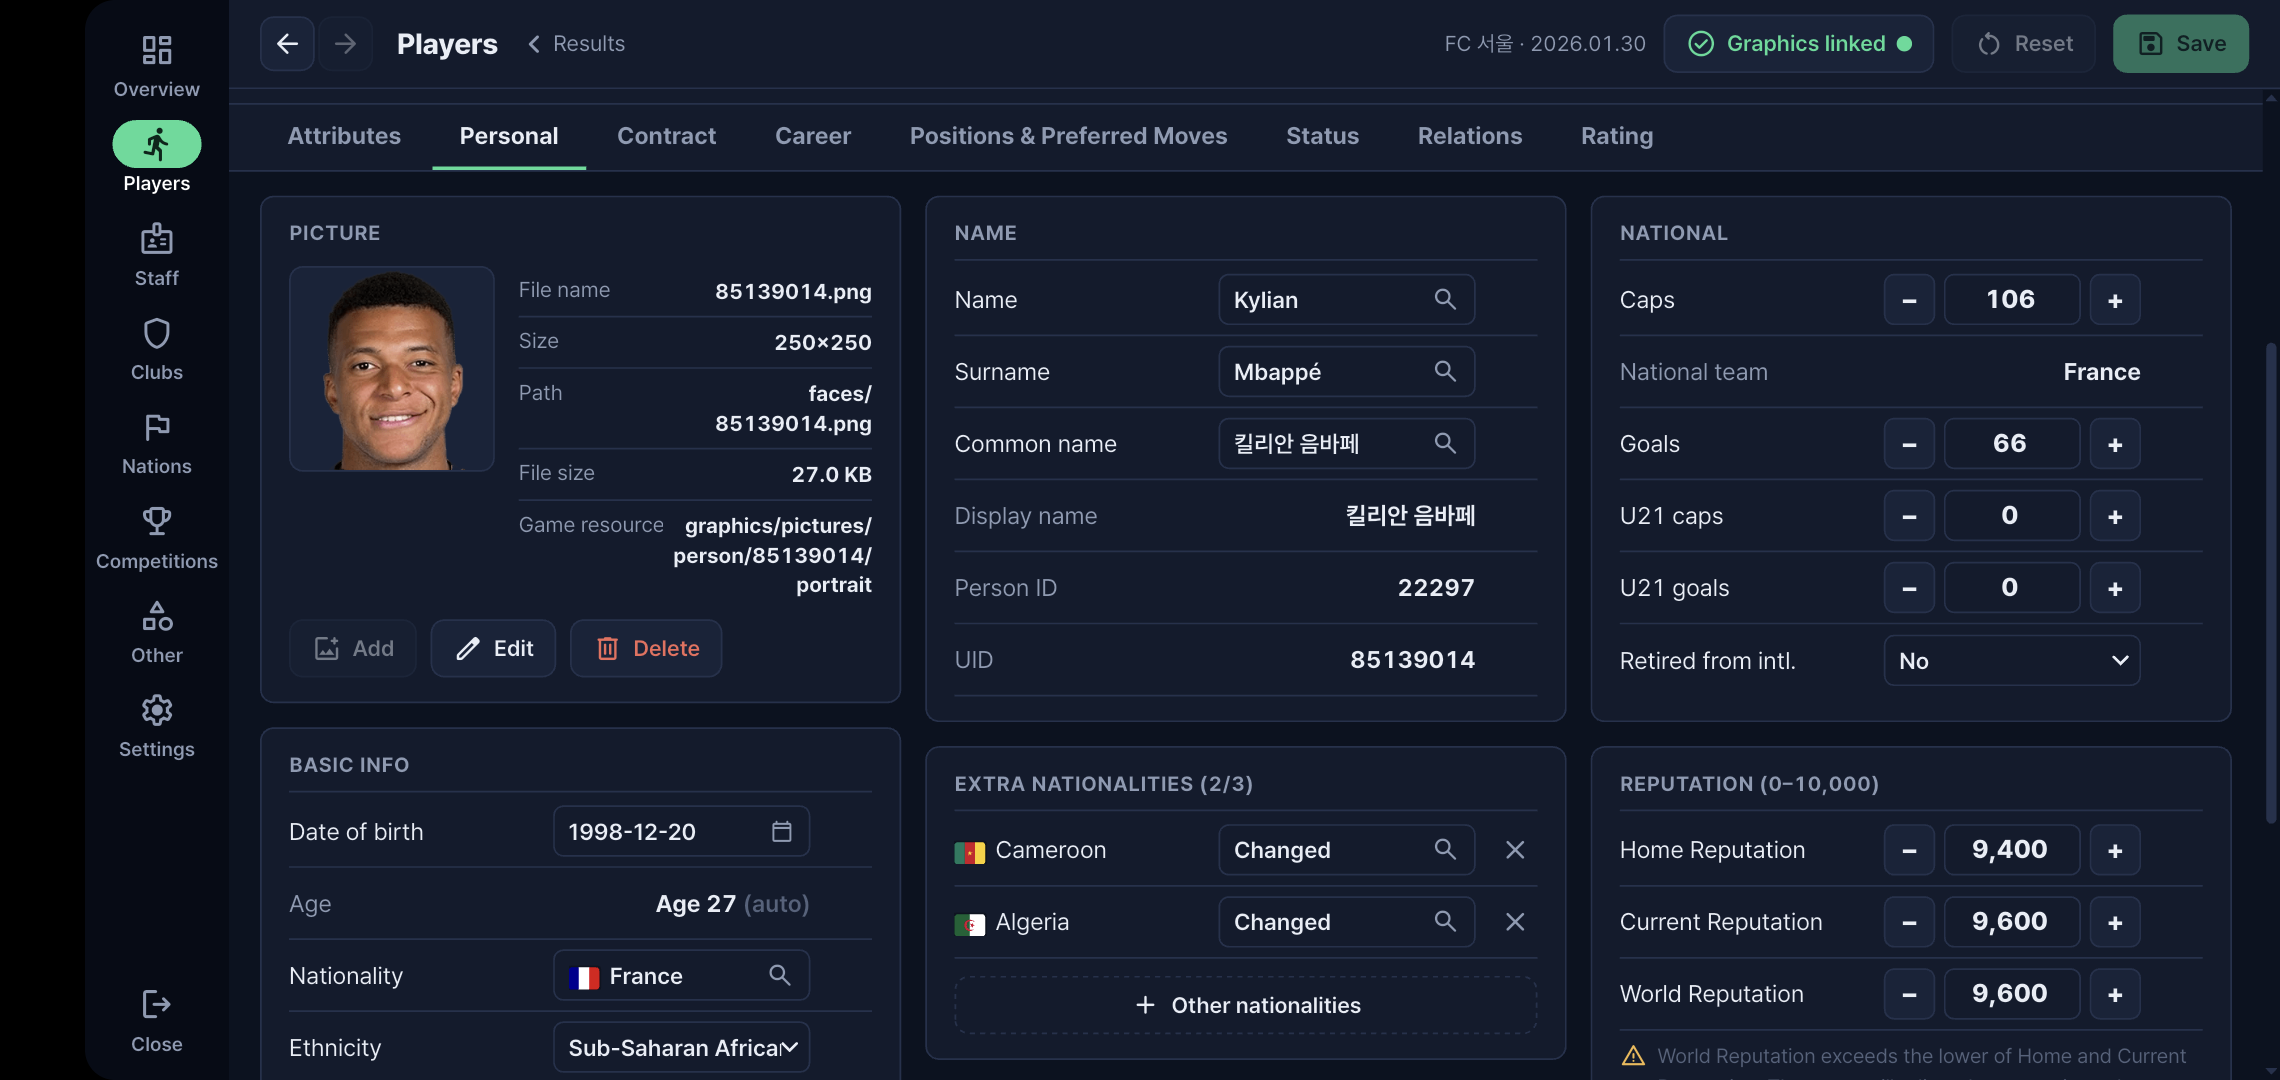 Overview
Players
Staff
Clubs
Nations
Competitions
Other
Settings
Close
Players
Results
FC 서울 · 2026.01.30
Graphics linked
Reset
Save
Attributes
Personal
Contract
Career
Positions & Preferred Moves
Status
Relations
Rating
PICTURE
File name 85139014.png
Size 250×250
Path faces/
85139014.png
File size 27.0 KB
Game resource graphics/pictures/
person/85139014/
portrait
Add
Edit
Delete
BASIC INFO
Date of birth 1998-12-20
Age Age 27 (auto)
Nationality France
Ethnicity Sub-Saharan
NAME
Name Kylian
Surname Mbappé
Common name 킬리안 음바페
Display name 킬리안 음바페
Person ID 22297
UID 85139014
EXTRA NATIONALITIES (2/3)
Cameroon Changed
Algeria Changed
+ Other nationalities
NATIONAL
Caps − 106 +
National team France
Goals − 66 +
U21 caps − 0 +
U21 goals − 0 +
Retired from intl. No
REPUTATION (0–10,000)
Home Reputation − 9,400 +
Current Reputation − 9,600 +
World Reputation − 9,600 +
World Reputation exceeds the lower of Home and Current